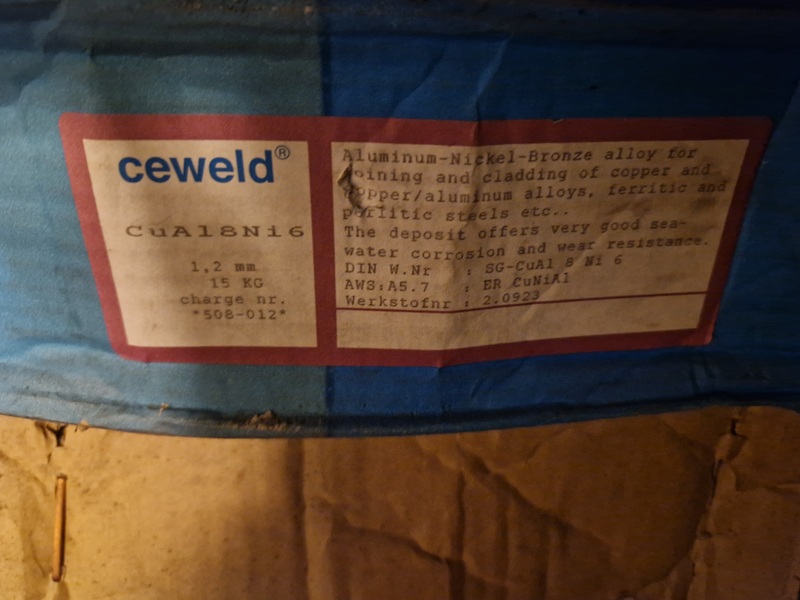 ceweld®
CuAl8Ni6
1,2 mm
15 KG
charge nr.
*508-012*
Aluminum-Nickel-Bronze alloy for
joining and cladding of copper and
copper/aluminum alloys, ferritic and
perlitic steels etc..
The deposit offers very good sea-
water corrosion and wear resistance.
DIN W.Nr : SG-CuAl 8 Ni 6
AWS:A5.7 : ER CuNiAl
Werkstofnr : 2.0923